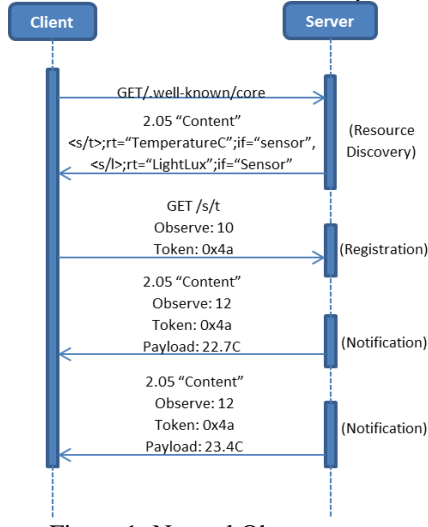 Client
Server
GET/.well-known/core
2.05 “Content”
<s/t>;rt=“TemperatureC”;if=“sensor”,
<s/l>;rt=“LightLux”;if=“Sensor”
(Resource
Discovery)
GET /s/t
Observe: 10
Token: 0x4a
(Registration)
2.05 “Content”
Observe: 12
Token: 0x4a
Payload: 22.7C
(Notification)
2.05 “Content”
Observe: 12
Token: 0x4a
Payload: 23.4C
(Notification)